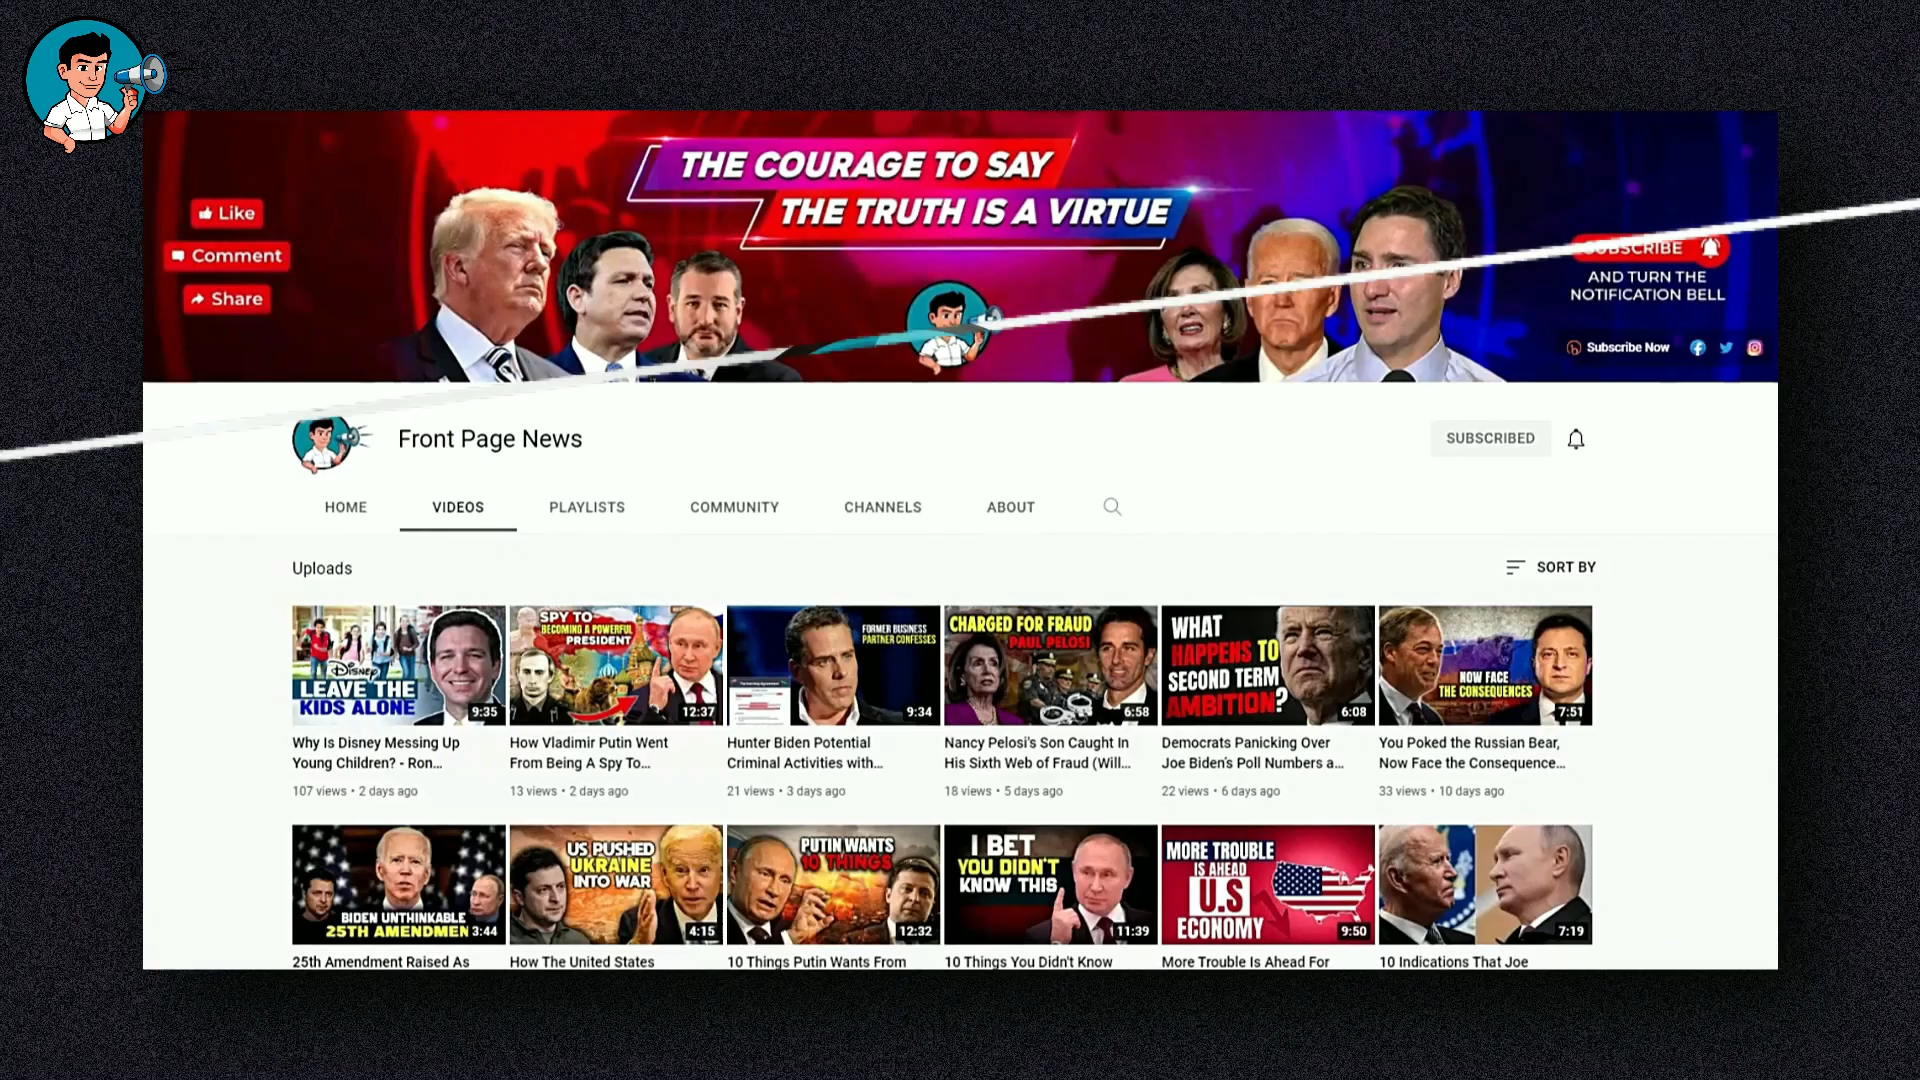 THE COURAGE TO SAY
THE TRUTH IS A VIRTUE
Like
Comment
Share
SUBSCRIBE
AND TURN THE
NOTIFICATION BELL
Subscribe Now
Front Page News
SUBSCRIBED
HOME
VIDEOS
PLAYLISTS
COMMUNITY
CHANNELS
ABOUT
Uploads
SORT BY
Disney
LEAVE THE
KIDS ALONE
9:35
SPY TO
BECOMING A POWERFUL
PRESIDENT
12:37
FORMER BUSINESS
PARTNER CONFESSES
9:34
CHARGED FOR FRAUD
PAUL PELOSI
6:58
WHAT
HAPPENS TO
SECOND TERM
AMBITION?
6:08
NOW FACE
THE CONSEQUENCES
7:51
Why Is Disney Messing Up
Young Children? - Ron...
107 views • 2 days ago
How Vladimir Putin Went
From Being A Spy To...
13 views • 2 days ago
Hunter Biden Potential
Criminal Activities with...
21 views • 3 days ago
Nancy Pelosi's Son Caught In
His Sixth Web of Fraud (Will...
18 views • 5 days ago
Democrats Panicking Over
Joe Biden's Poll Numbers a...
22 views • 6 days ago
You Poked the Russian Bear,
Now Face the Consequence...
33 views • 10 days ago
BIDEN UNTHINKABLE
25TH AMENDMEN
3:44
US PUSHED
UKRAINE
INTO WAR
4:15
PUTIN WANTS
10 THINGS
12:32
I BET
YOU DIDN'T
KNOW THIS
11:39
MORE TROUBLE
IS AHEAD
U.S
ECONOMY
9:50
7:19
25th Amendment Raised As
How The United States
10 Things Putin Wants From
10 Things You Didn't Know
More Trouble Is Ahead For
10 Indications That Joe